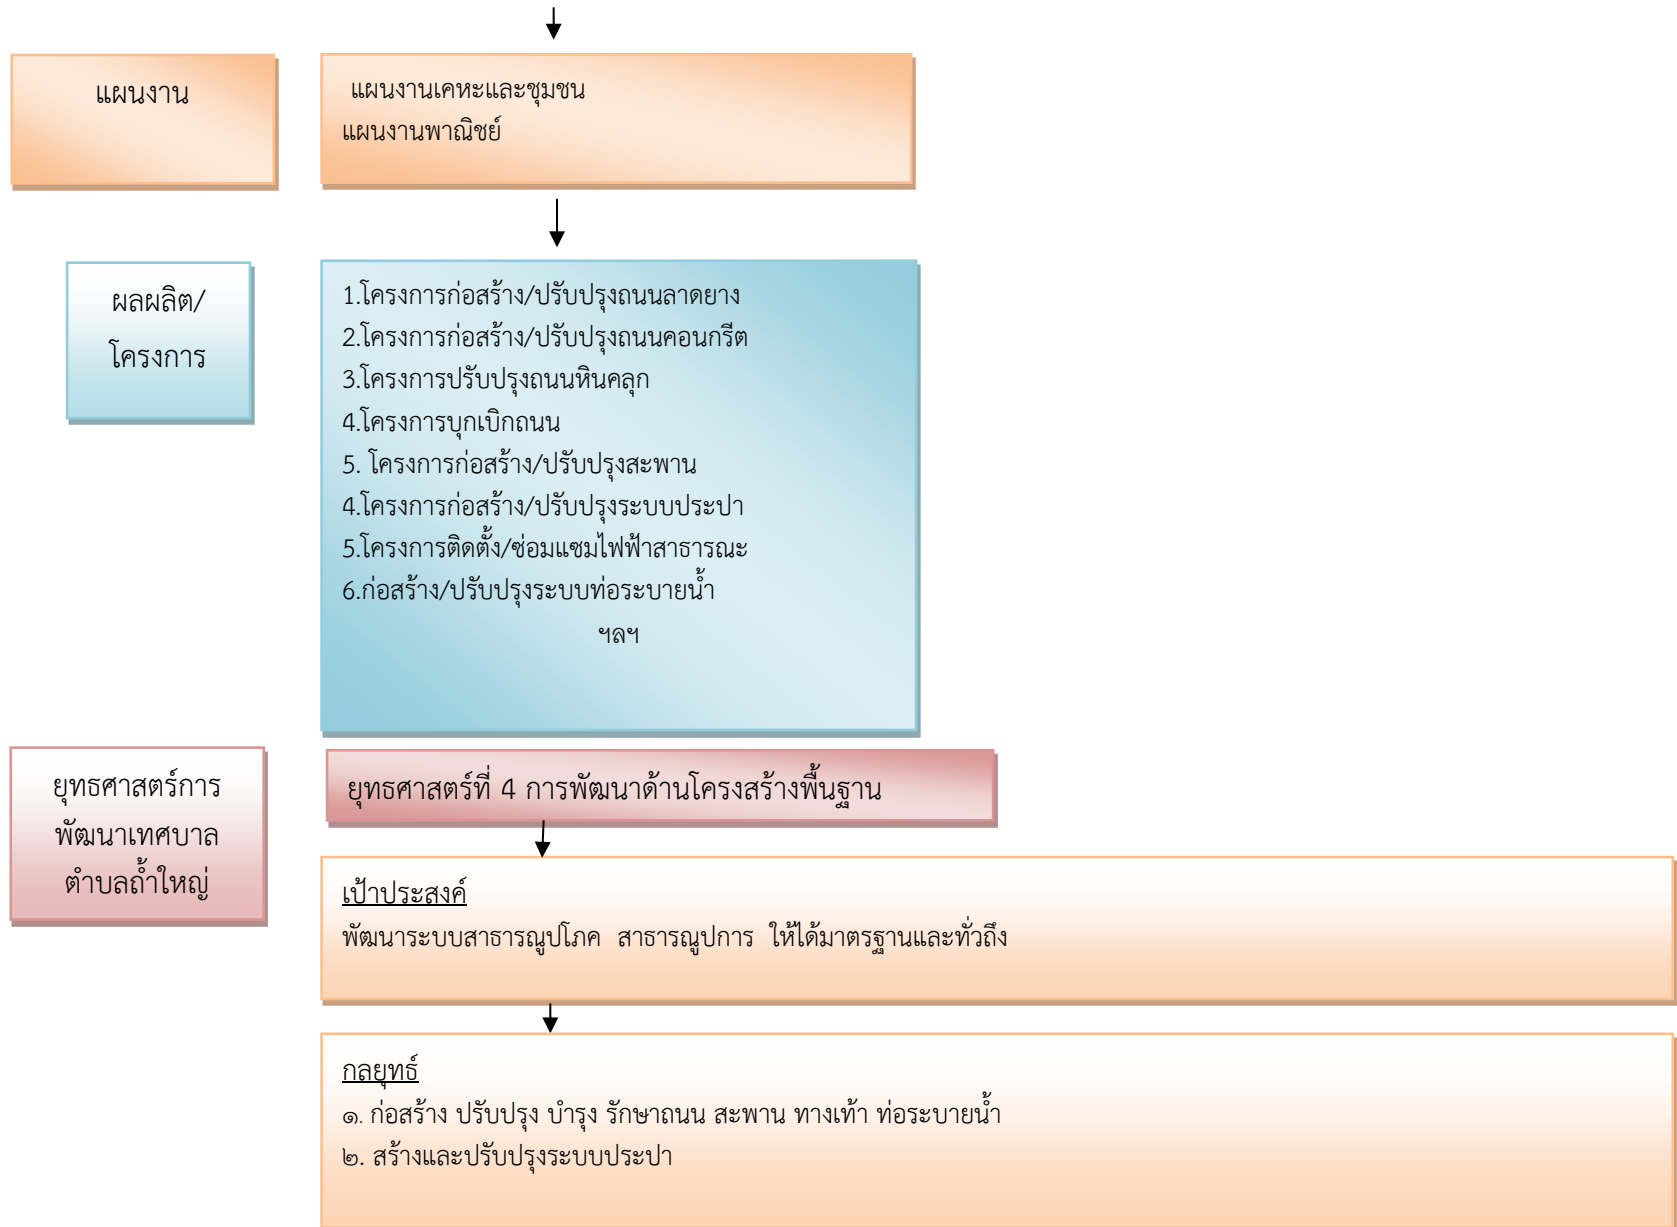 แผนงาน
แผนงานเคหะและชุมชน
แผนงานพาณิชย์
ผลผลิต/
โครงการ
1.โครงการก่อสร้าง/ปรับปรุงถนนลาดยาง
2.โครงการก่อสร้าง/ปรับปรุงถนนคอนกรีต
3.โครงการปรับปรุงถนนหินคลุก
4.โครงการบุกเบิกถนน
5. โครงการก่อสร้าง/ปรับปรุงสะพาน
4.โครงการก่อสร้าง/ปรับปรุงระบบประปา
5.โครงการติดตั้ง/ซ่อมแซมไฟฟ้าสาธารณะ
6.ก่อสร้าง/ปรับปรุงระบบท่อระบายน้ำ
ฯลฯ
ยุทธศาสตร์การ
พัฒนาเทศบาล
ตำบลถ้ำใหญ่
ยุทธศาสตร์ที่ 4 การพัฒนาด้านโครงสร้างพื้นฐาน
เป้าประสงค์
พัฒนาระบบสาธารณูปโภค สาธารณูปการ ให้ได้มาตรฐานและทั่วถึง
กลยุทธ์
๑. ก่อสร้าง ปรับปรุง บำรุง รักษาถนน สะพาน ทางเท้า ท่อระบายน้ำ
๒. สร้างและปรับปรุงระบบประปา